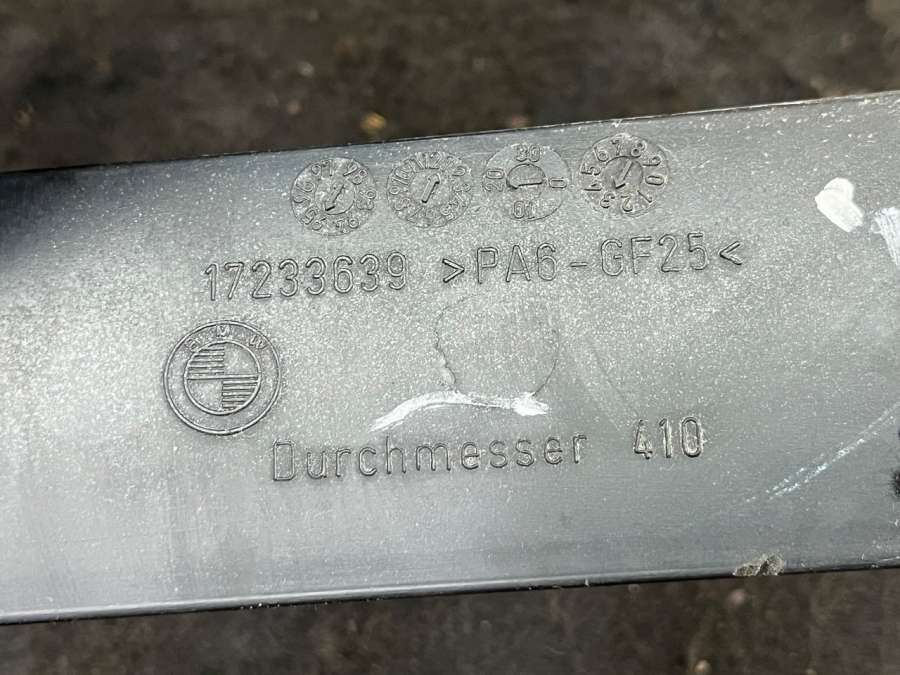 17233639 >PA6-GF25<
BMW
Durchmesser 410